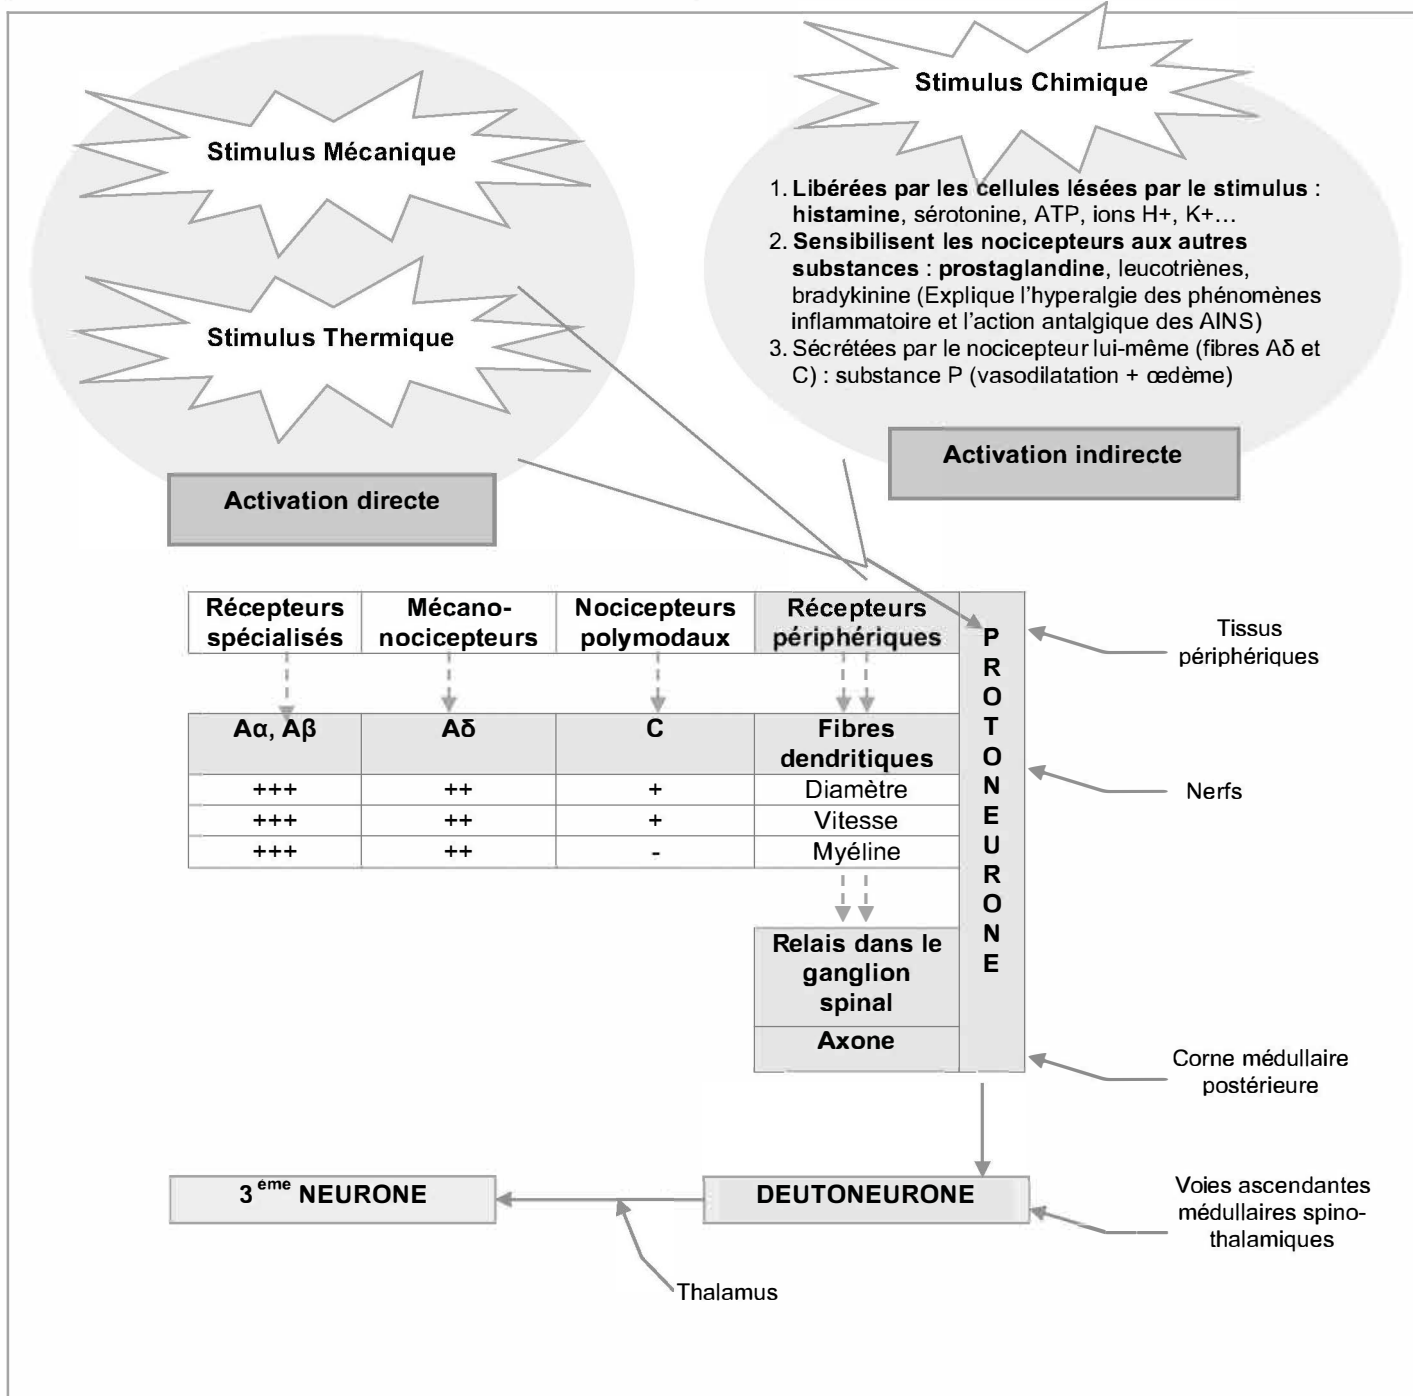 Stimulus Mécanique
Stimulus Thermique
Activation directe
Stimulus Chimique
1. Libérées par les cellules lésées par le stimulus :
histamine, sérotonine, ATP, ions H+, K+…
2. Sensibilisent les nocicepteurs aux autres
substances : prostaglandine, leucotriènes,
bradykinine (Explique l'hyperalgie des phénomènes
inflammatoire et l'action antalgique des AINS)
3. Sécrétées par le nocicepteur lui-même (fibres Aδ et
C) : substance P (vasodilatation + œdème)
Activation indirecte
Récepteurs spécialisés
Mécano-nocicepteurs
Nocicepteurs polymodaux
Récepteurs périphériques
Aα, Aβ
Aδ
C
Fibres dendritiques
+++ ++ + Diamètre
+++ ++ + Vitesse
+++ ++ - Myéline
Relais dans le
ganglion
spinal
Axone
PROTONEURONE
Tissus
périphériques
Nerfs
Corne médullaire
postérieure
3ème NEURONE
DEUTONEURONE
Voies ascendantes
médullaires spino-
thalamiques
Thalamus